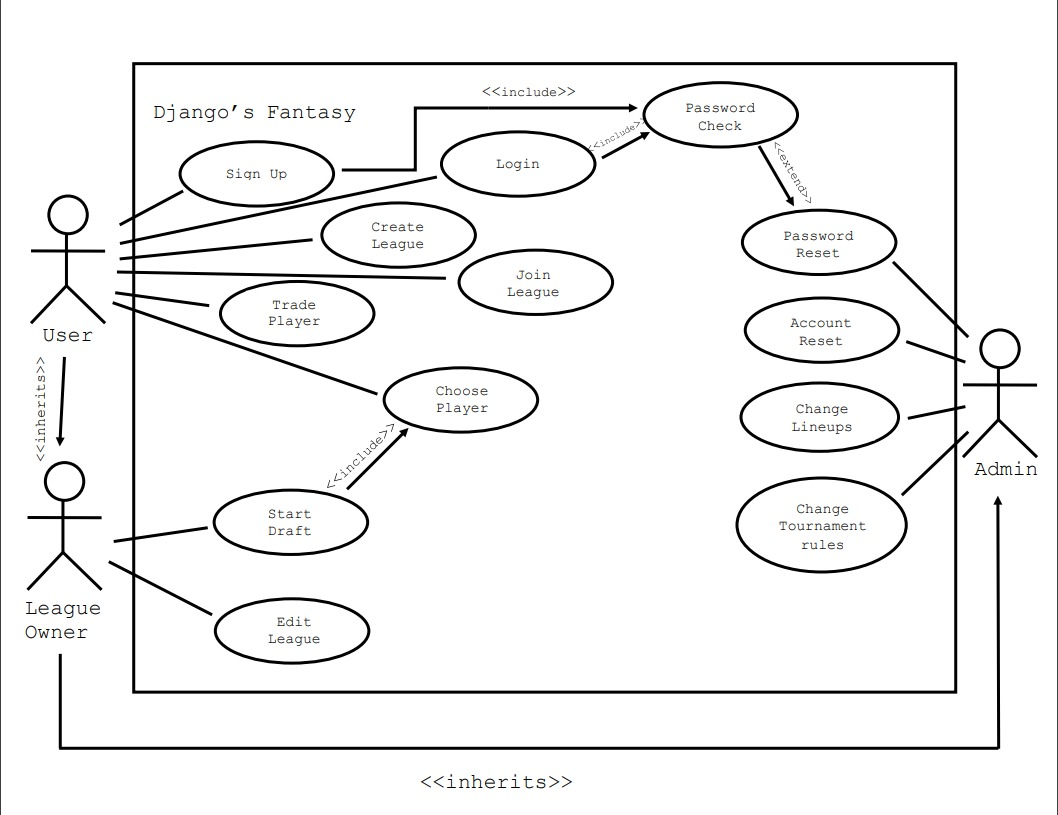 <<include>>
Django's Fantasy
Password
Check
<<include>>
Sign Up
Login
<<extend>>
Create
League
Password
Reset
Join
League
Trade
Player
Account
Reset
User
<<inherits>>
Choose
Player
Change
Lineups
<<include>>
Admin
Start
Draft
Change
Tournament
rules
League
Owner
Edit
League
<<inherits>>